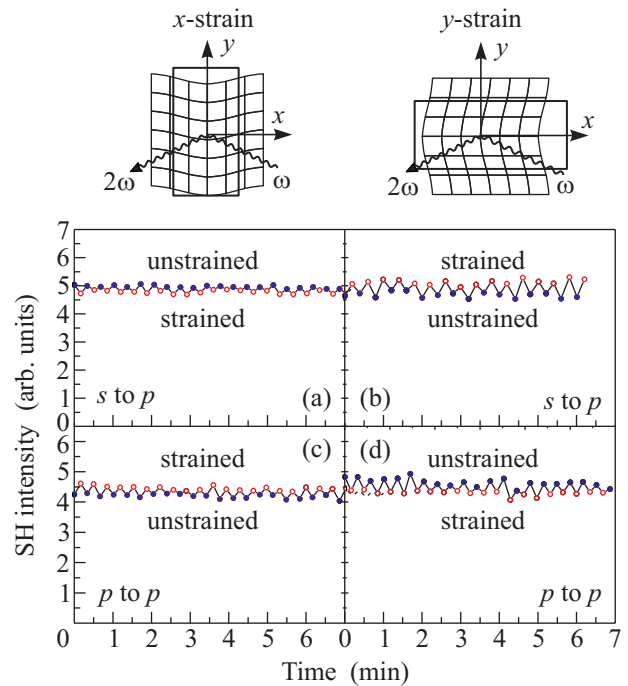 x-strain
y-strain
y
y
x
x
2ω
ω
2ω
ω
7
6
5
4
3
2
1
0
unstrained
strained
s to p
(a)
strained
unstrained
(b)
s to p
6
5
4
3
2
1
strained
(c)
unstrained
p to p
(d)
unstrained
strained
p to p
SH intensity (arb. units)
0 1 2 3 4 5 6 0 1 2 3 4 5 6 7
Time (min)